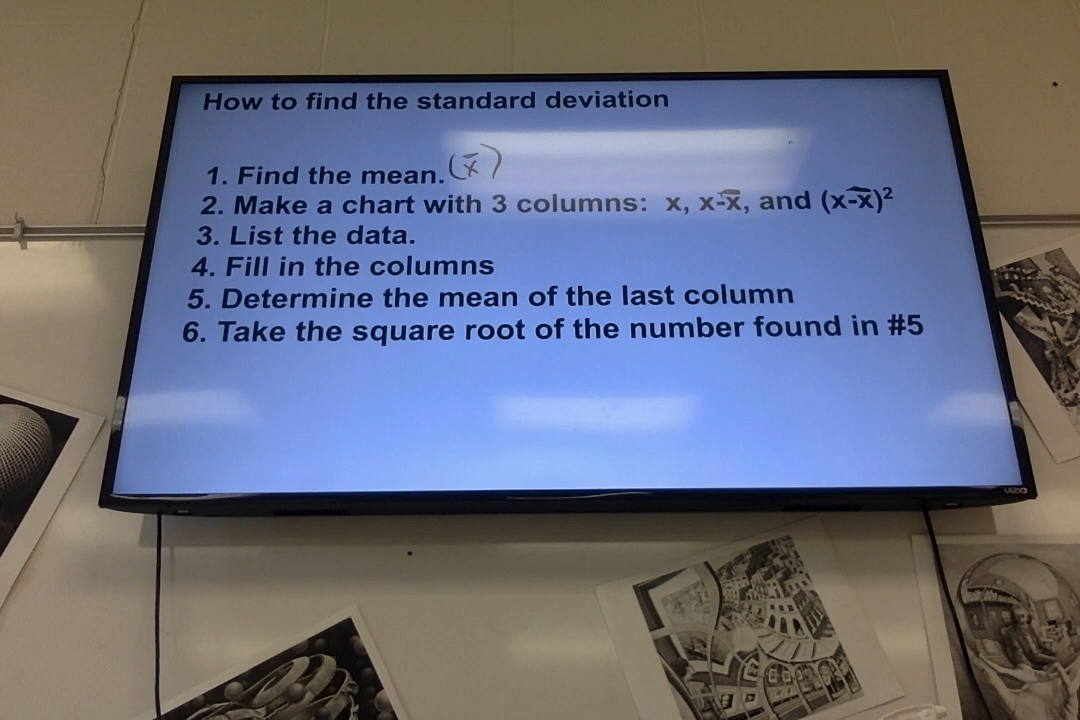 How to find the standard deviation
1. Find the mean. (x̄)
2. Make a chart with 3 columns: x, x-x̄, and (x-x̄)²
3. List the data.
4. Fill in the columns
5. Determine the mean of the last column
6. Take the square root of the number found in #5
VIZIO